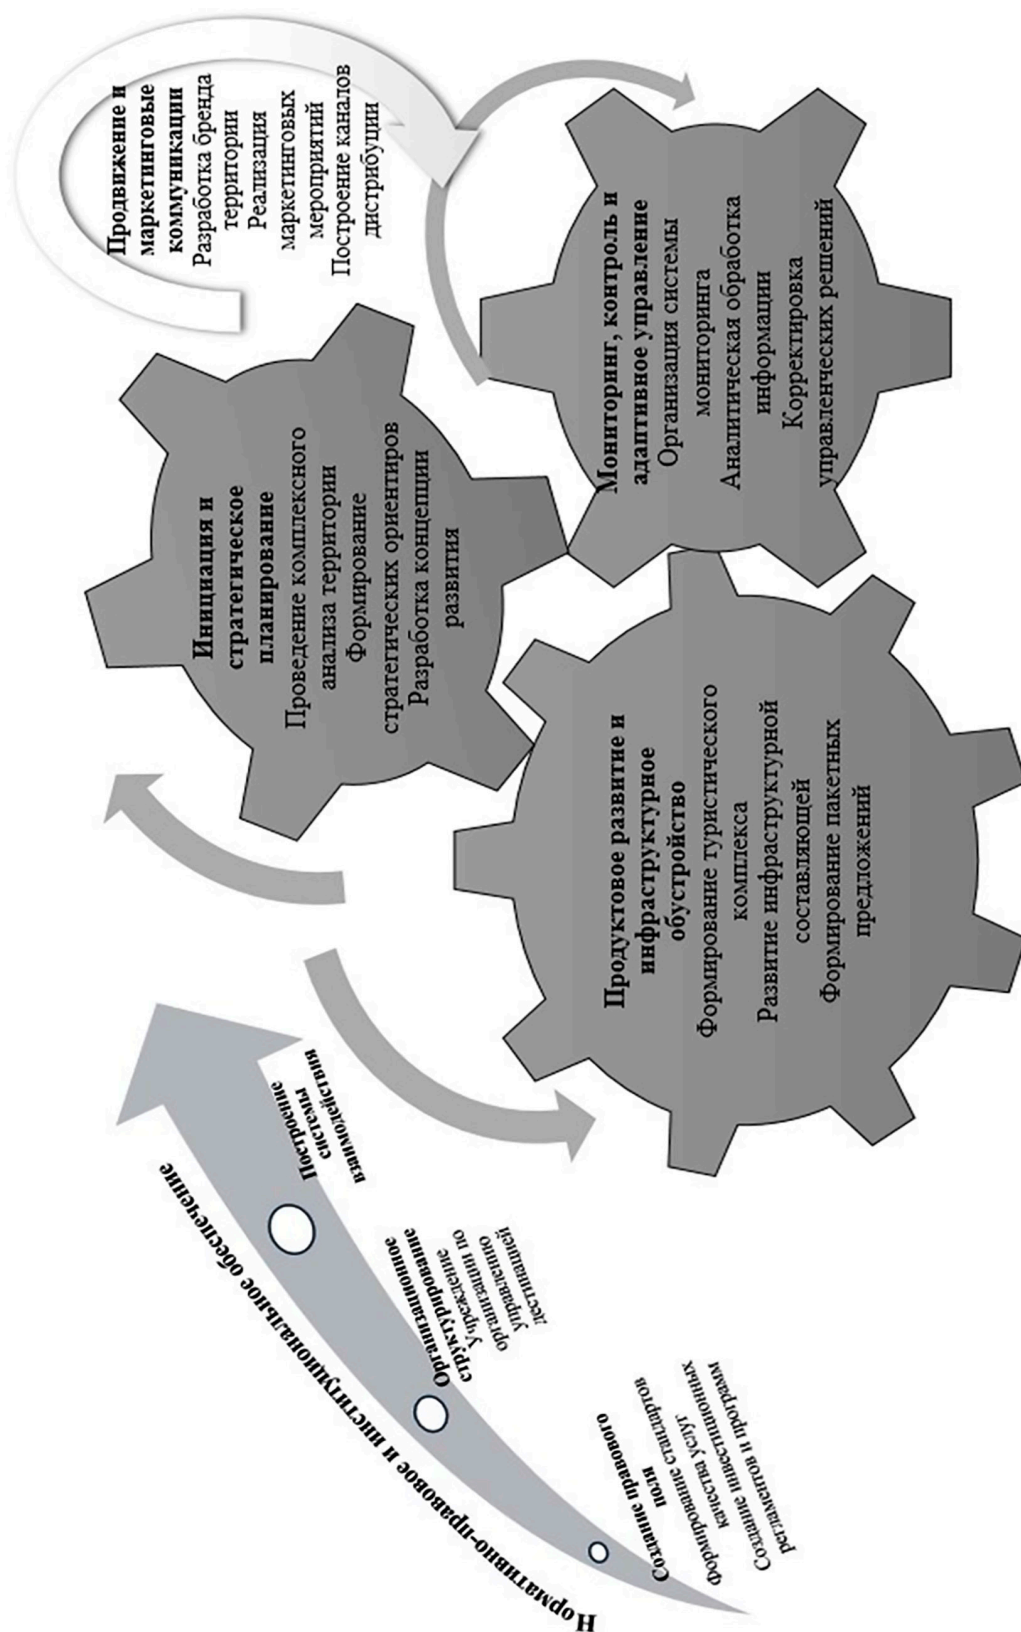 Нормативно-правовое и институциональное обеспечение
Создание правового
поля
Формирование стандартов
качества услуг
Создание инвестиционных
регламентов и программ
Организационное
структурирование
Учреждение
организации по
управлению
дестинацией
Построение
системы
взаимодействия
Инициация и
стратегическое
планирование
Проведение комплексного
анализа территории
Формирование
стратегических ориентиров
Разработка концепции
развития
Продуктовое развитие и
инфраструктурное
обустройство
Формирование туристического
комплекса
Развитие инфраструктурной
составляющей
Формирование пакетных
предложений
Продвижение и
маркетинговые
коммуникации
Разработка бренда
территории
Реализация
маркетинговых
мероприятий
Построение каналов
дистрибуции
Мониторинг, контроль и
адаптивное управление
Организация системы
мониторинга
Аналитическая обработка
информации
Корректировка
управленческих решений